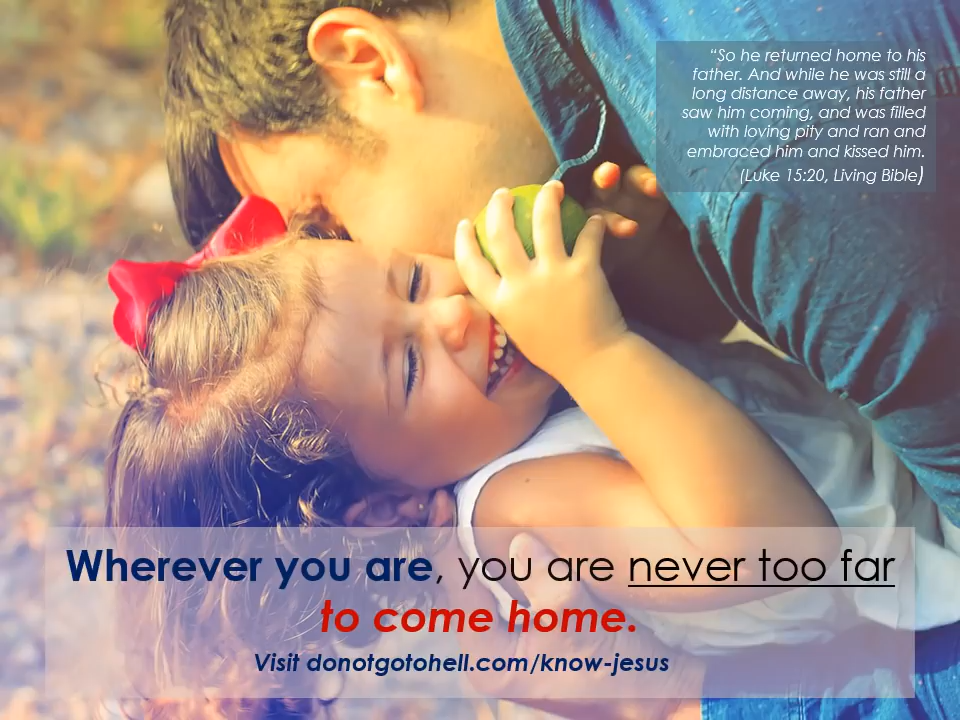 “So he returned home to his
father. And while he was still a
long distance away, his father
saw him coming, and was filled
with loving pity and ran and
embraced him and kissed him.
(Luke 15:20, Living Bible)
Wherever you are, you are never too far
to come home.
Visit donotgotohell.com/know-jesus